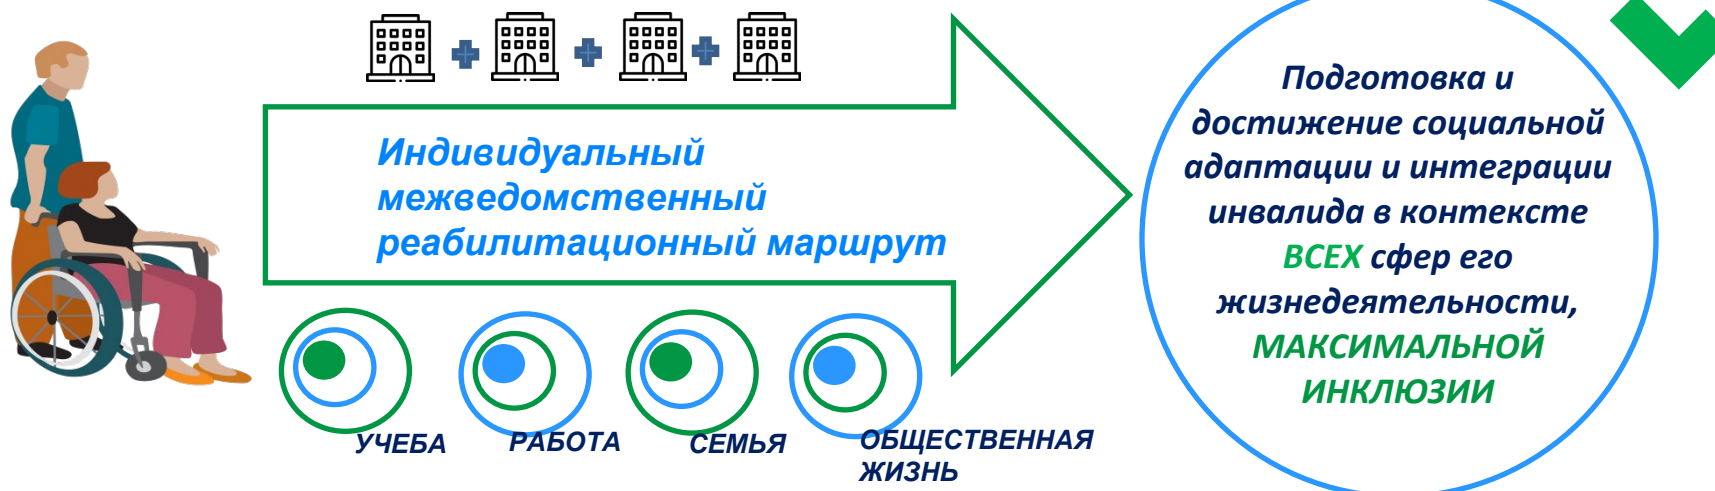 Индивидуальный
межведомственный
реабилитационный маршрут
УЧЕБА
РАБОТА
СЕМЬЯ
ОБЩЕСТВЕННАЯ
ЖИЗНЬ
Подготовка и
достижение социальной
адаптации и интеграции
инвалида в контексте
ВСЕХ сфер его
жизнедеятельности,
МАКСИМАЛЬНОЙ
ИНКЛЮЗИИ